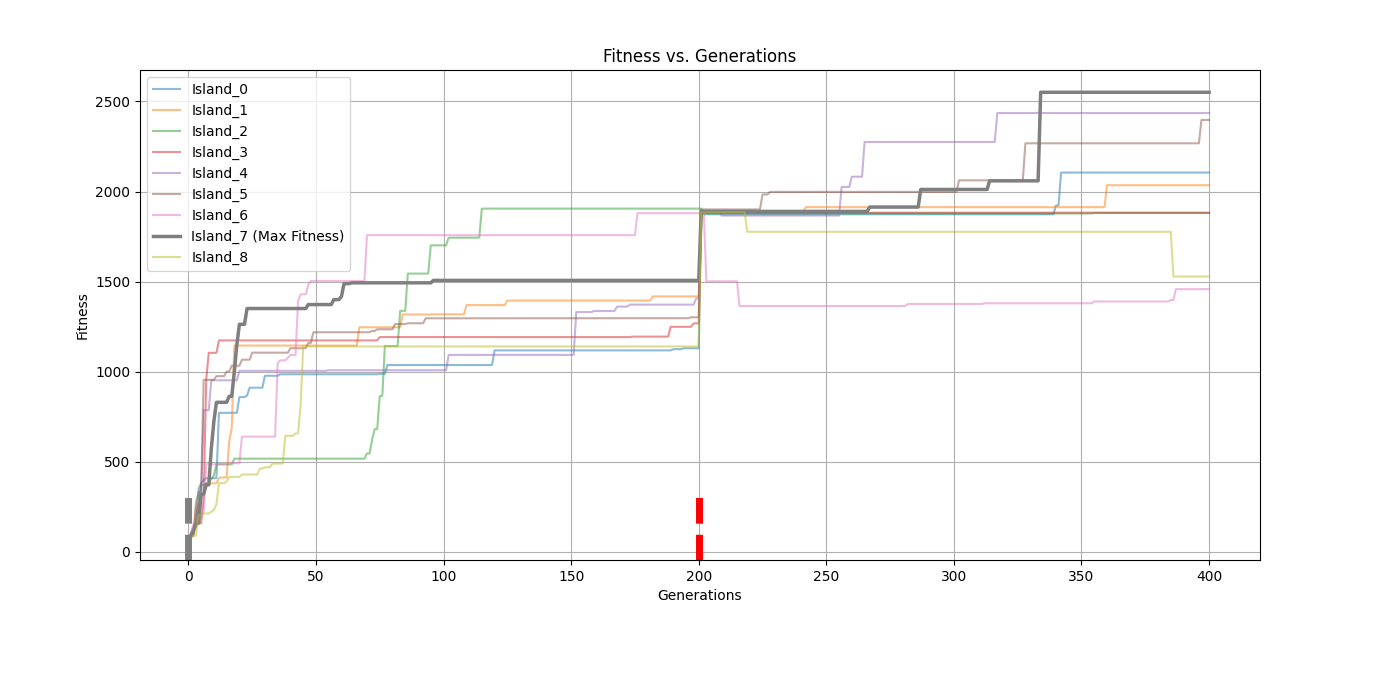 Fitness vs. Generations
Island_0
Island_1
Island_2
Island_3
Island_4
Island_5
Island_6
Island_7 (Max Fitness)
Island_8
Fitness
2500
2000
1500
1000
500
0
0 50 100 150 200 250 300 350 400
Generations